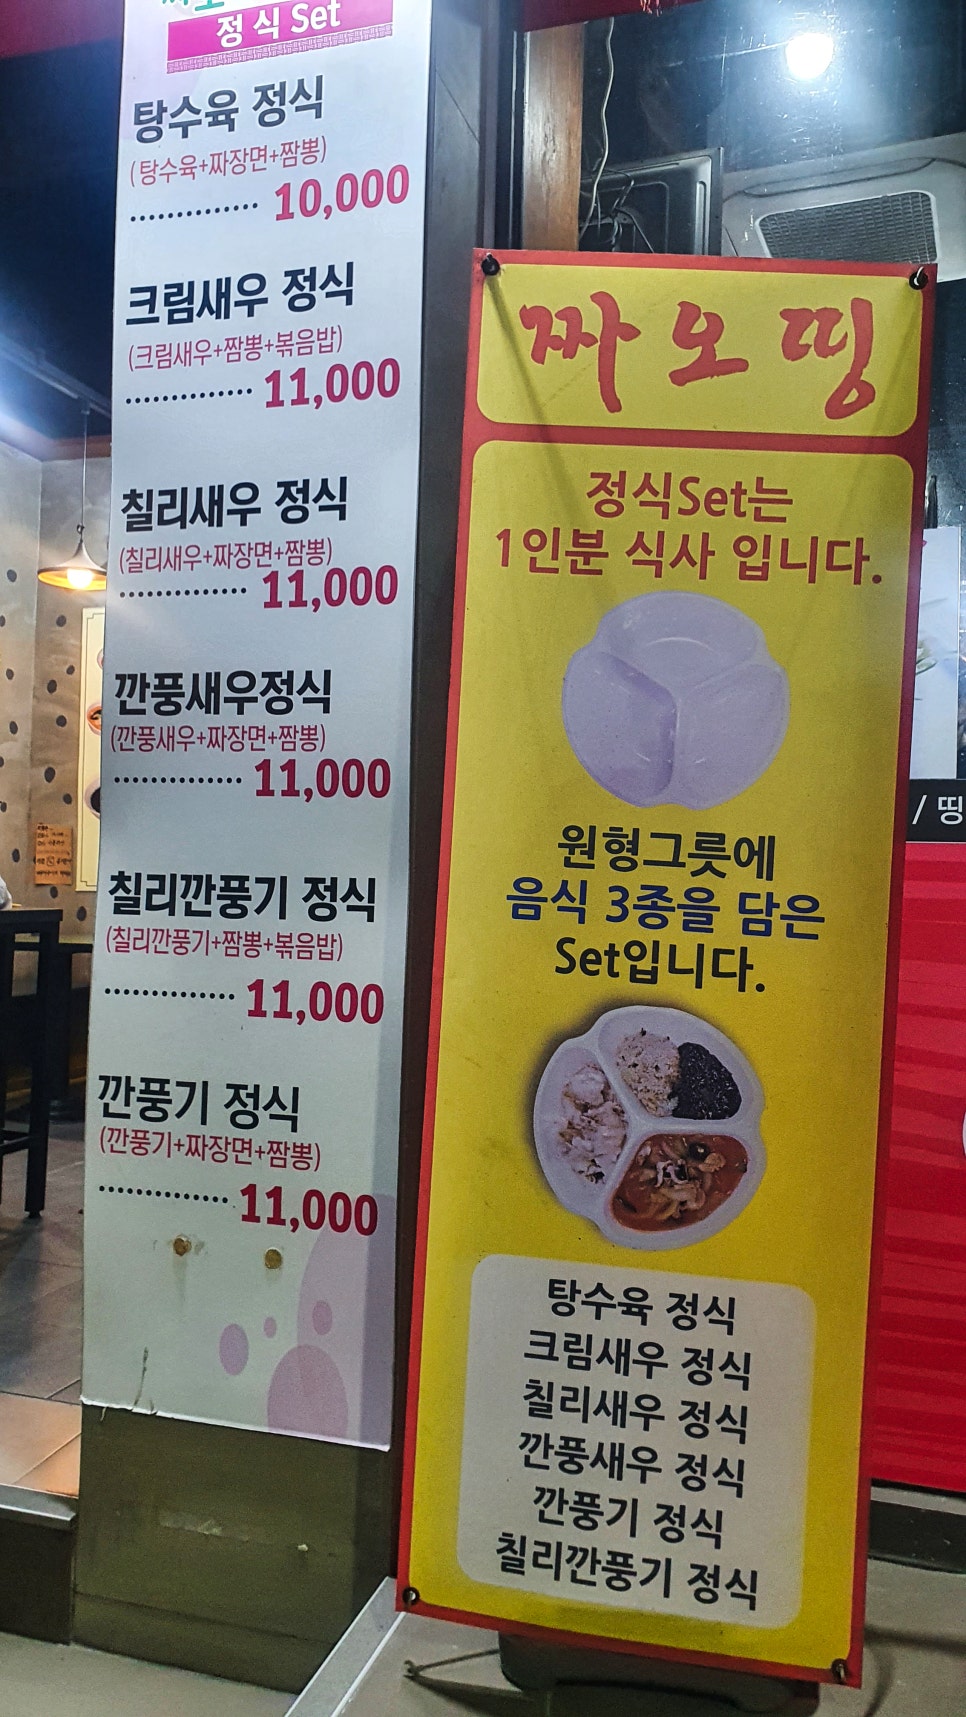 정 식 Set
탕수육 정식
(탕수육+짜장면+짬뽕)
.............. 10,000
크림새우 정식
(크림새우+짬뽕+볶음밥)
.............. 11,000
칠리새우 정식
(칠리새우+짜장면+짬뽕)
.............. 11,000
깐풍새우정식
(깐풍새우+짜장면+짬뽕)
.............. 11,000
칠리깐풍기 정식
(칠리깐풍기+짬뽕+볶음밥)
.............. 11,000
깐풍기 정식
(깐풍기+짜장면+짬뽕)
.............. 11,000
짜오띵
정식Set는
1인분 식사 입니다.
원형그릇에
음식 3종을 담은
Set입니다.
탕수육 정식
크림새우 정식
칠리새우 정식
깐풍새우 정식
깐풍기 정식
칠리깐풍기 정식
/ 띵